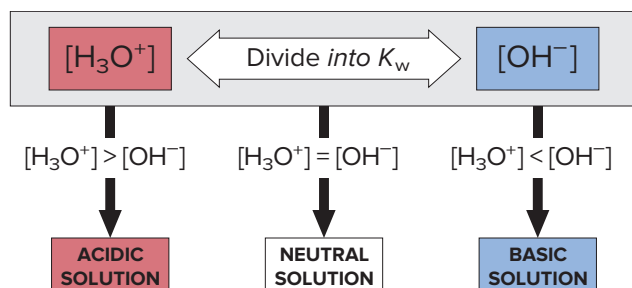 [H₃O⁺] Divide into Kw [OH⁻]
[H₃O⁺] > [OH⁻] [H₃O⁺] = [OH⁻] [H₃O⁺] < [OH⁻]
ACIDIC SOLUTION
NEUTRAL SOLUTION
BASIC SOLUTION